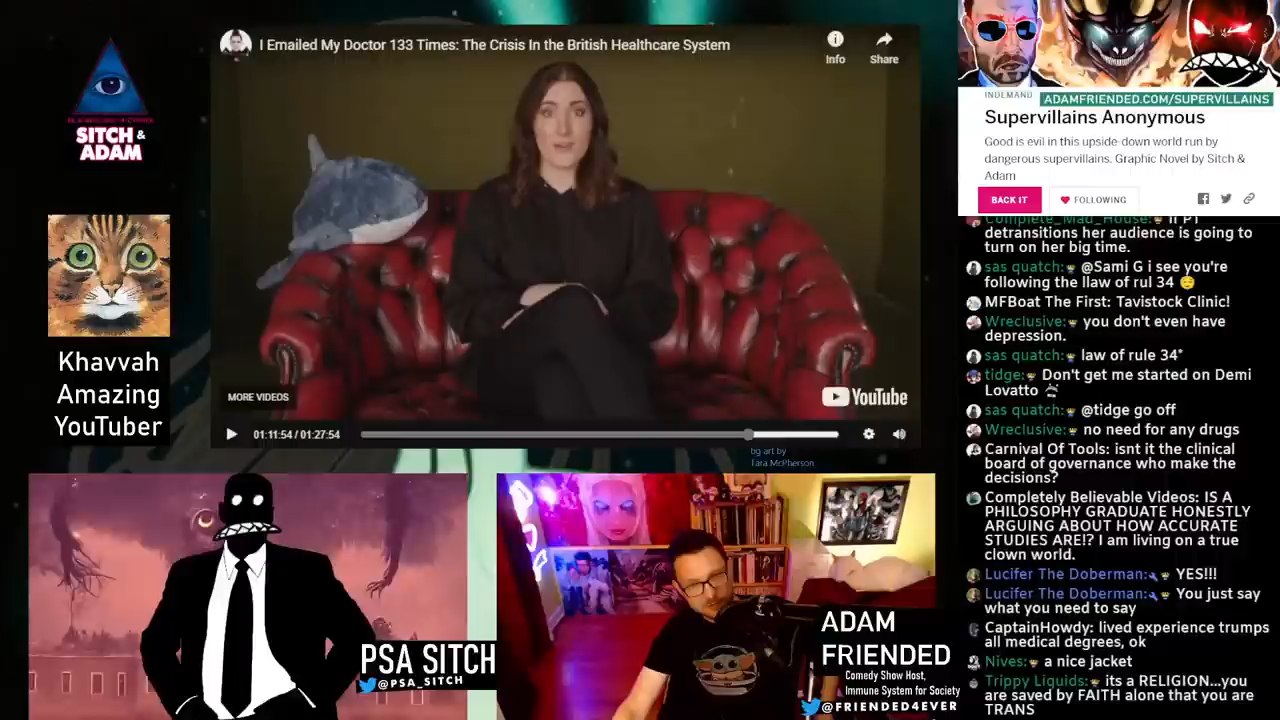 I Emailed My Doctor 133 Times: The Crisis In the British Healthcare System
Info
Share
SITCH &
ADAM
Khavvah
Amazing
YouTuber
MORE VIDEOS
YouTube
01:11:54 / 01:27:54
bg art by
Tara McPherson
PSA SITCH
@PSA_SITCH
ADAM
FRIENDED
Comedy Show Host,
Immune System for Society
@FRIENDED4EVER
INDEMAND
ADAMFRIENDED.COM/SUPERVILLAINS
Supervillains Anonymous
Good is evil in this upside-down world run by
dangerous supervillains. Graphic Novel by Sitch &
Adam
BACK IT
FOLLOWING
Complete_Mad_House: If PT
detransitions her audience is going to
turn on her big time.
sas quatch: @Sami G i see you're
following the llaw of rul 34
MFBoat The First: Tavistock Clinic!
Wreclusive: you don't even have
depression.
sas quatch: law of rule 34*
tidge: Don't get me started on Demi
Lovatto
sas quatch: @tidge go off
Wreclusive: no need for any drugs
Carnival Of Tools: isnt it the clinical
board of governance who make the
decisions?
Completely Believable Videos: IS A
PHILOSOPHY GRADUATE HONESTLY
ARGUING ABOUT HOW ACCURATE
STUDIES ARE!? I am living on a true
clown world.
Lucifer The Doberman: YES!!!
Lucifer The Doberman: You just say
what you need to say
CaptainHowdy: lived experience trumps
all medical degrees, ok
Nives: a nice jacket
Trippy Liquids: its a RELIGION...you
are saved by FAITH alone that you are
TRANS